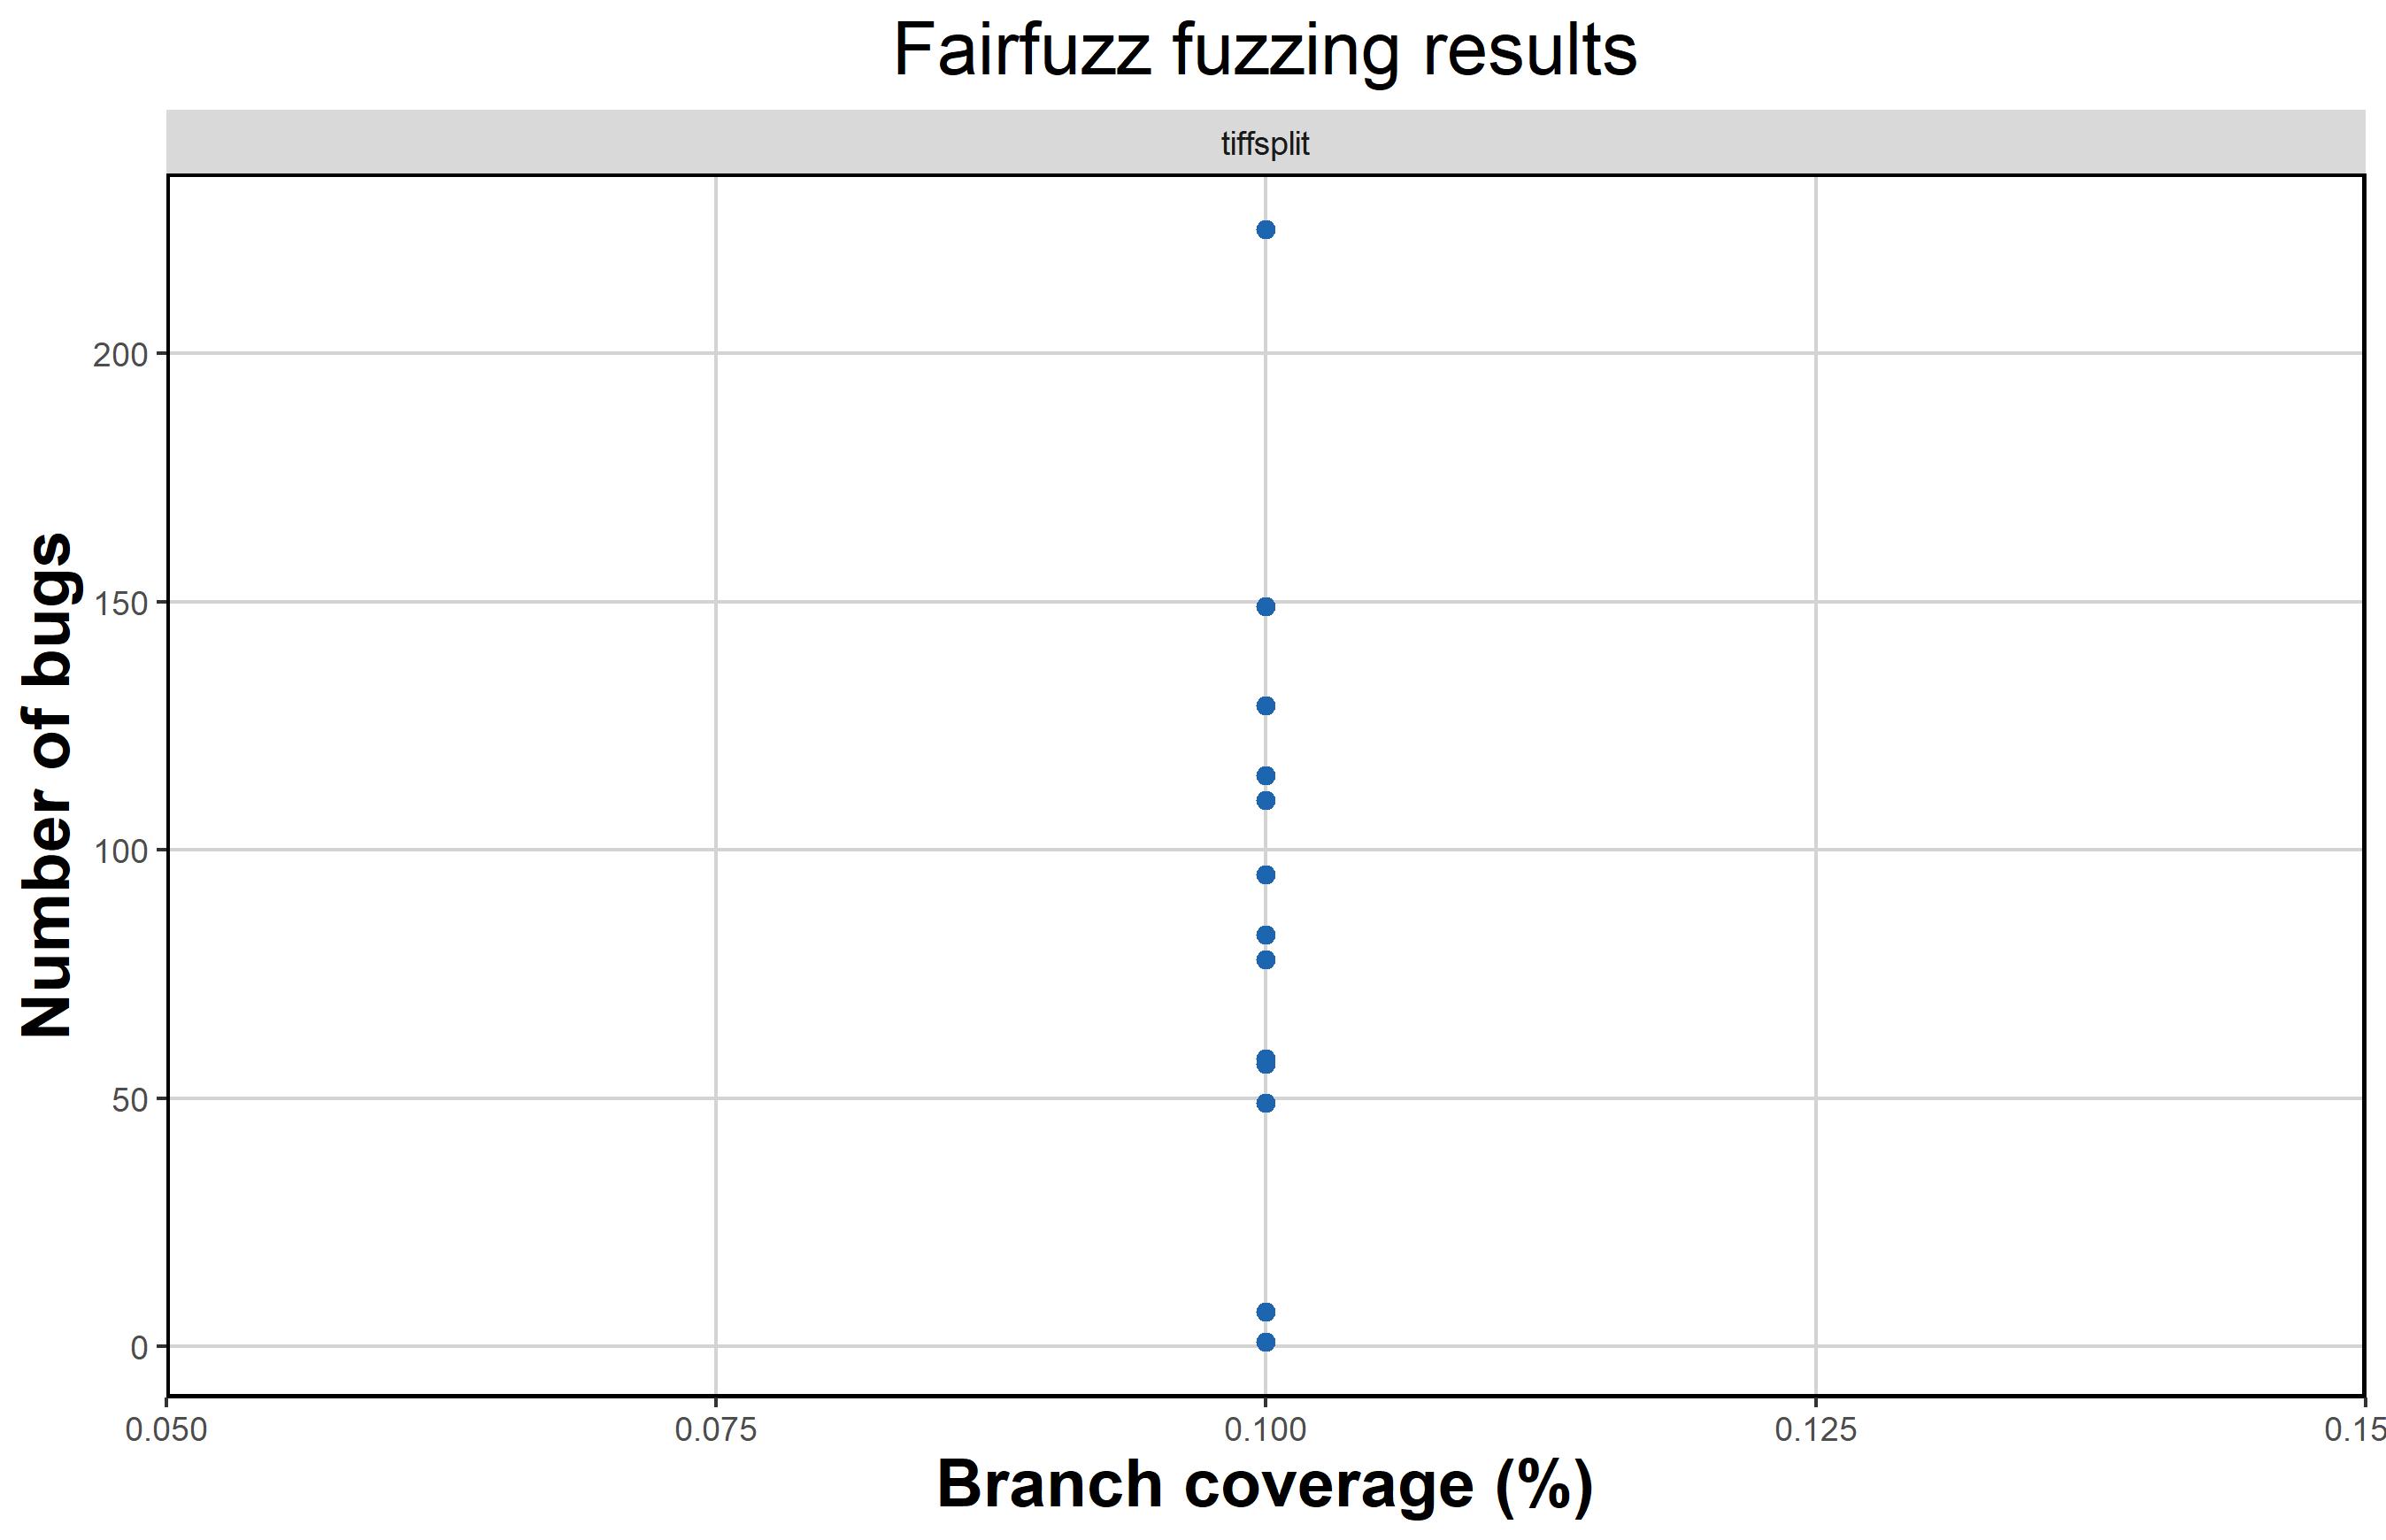 Fairfuzz fuzzing results
tiffsplit
Number of bugs
200
150
100
50
0
0.050 0.075 0.100 0.125 0.15
Branch coverage (%)